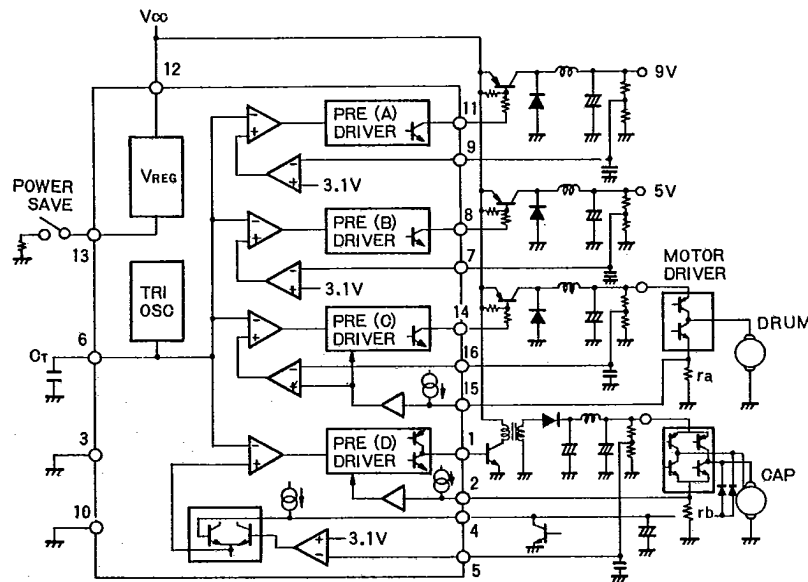 Vcc
12
9V
11
PRE (A)
DRIVER
9
3.1V
POWER
SAVE
VREG
5V
8
PRE (B)
DRIVER
7
3.1V
13
MOTOR
DRIVER
TRI
OSC
14
PRE (C)
DRIVER
DRUM
6
CT
16
15
ra
1
PRE (D)
DRIVER
3
2
CAP
rb
4
10
3.1V
5